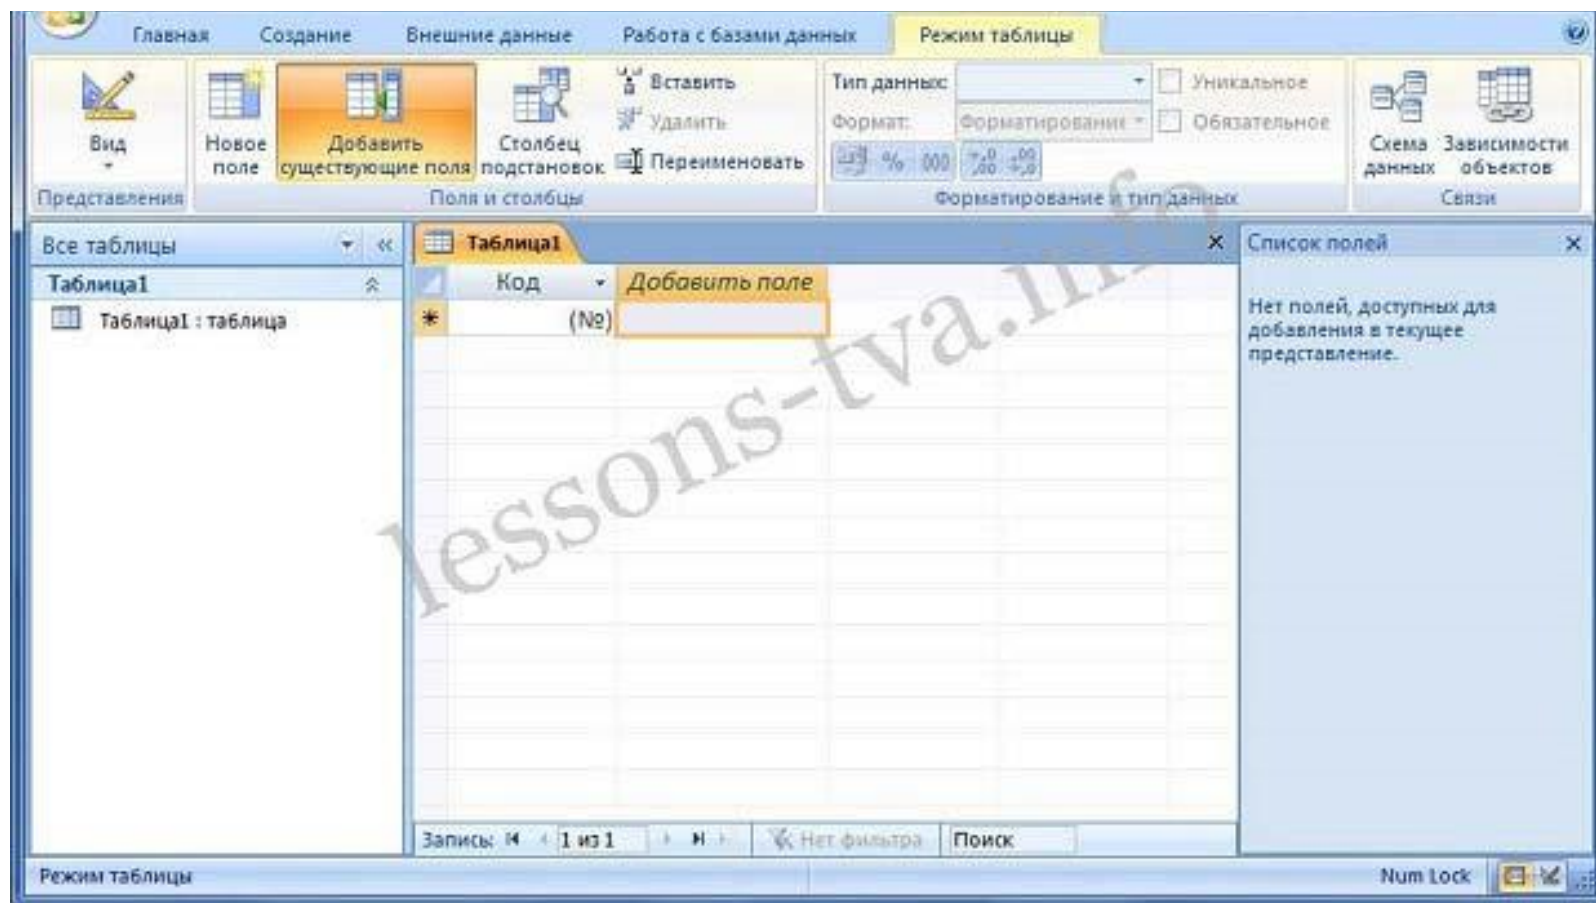 Главная Создание Внешние данные Работа с базами данных Режим таблицы
Вид
Представления
Новое поле
Добавить существующие поля
Столбец подстановок
Вставить
Удалить
Переименовать
Поля и столбцы
Тип данных:
Формат: Форматирование
Уникальное
Обязательное
% 000
Форматирование и тип данных
Схема данных
Зависимости объектов
Связи
Все таблицы
Таблица1
Таблица1 : таблица
Таблица1
Код Добавить поле
(№)
Список полей
Нет полей, доступных для
добавления в текущее
представление.
lessons-tva.info
Запись: 1 из 1 Нет фильтра Поиск
Режим таблицы Num Lock